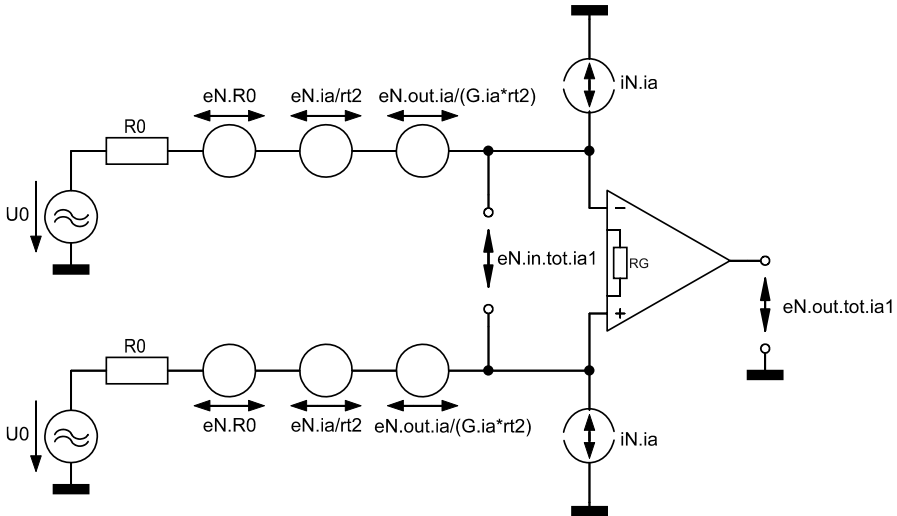 iN.ia
eN.R0
eN.ia/rt2
eN.out.ia/(G.ia*rt2)
R0
U0
−
eN.in.tot.ia1
RG
eN.out.tot.ia1
+
R0
U0
eN.R0
eN.ia/rt2
eN.out.ia/(G.ia*rt2)
iN.ia